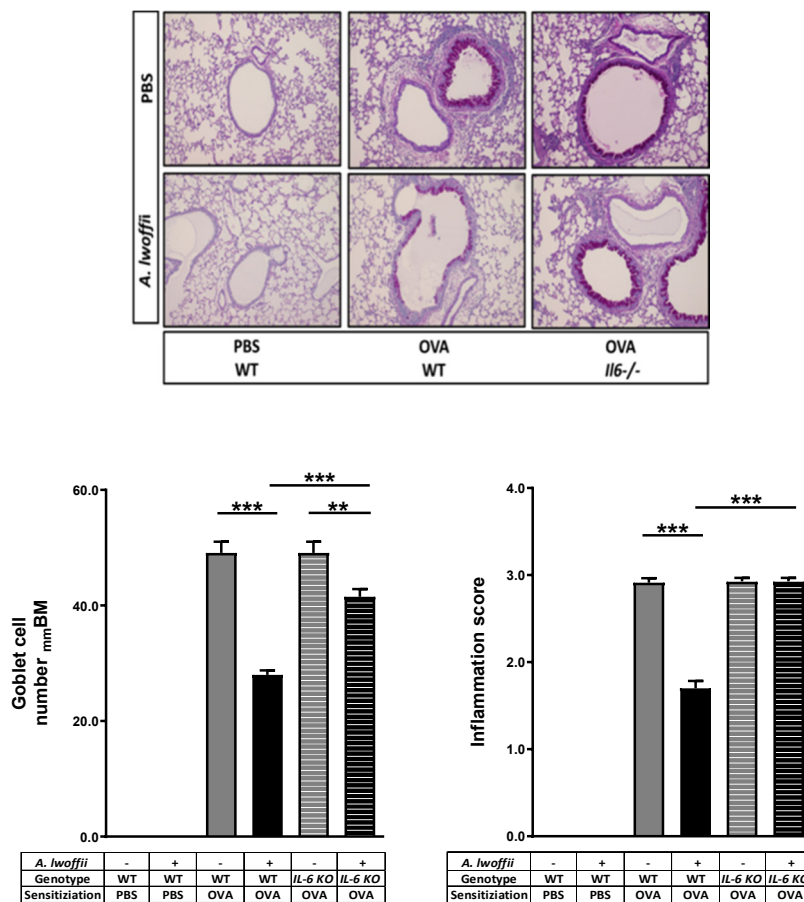 PBS
A. lwoffii
PBS OVA OVA
WT WT Il6-/-
*** ***
*** ** ***
60.0 4.0
40.0 3.0
20.0 2.0
0.0 1.0
0.0
Goblet cell
number mmBM
Inflammation score
A. lwoffii - + - + - +
Genotype WT WT WT WT IL-6 KO IL-6 KO
Sensitiziation PBS PBS OVA OVA OVA OVA
A. lwoffii - + - + - +
Genotype WT WT WT WT IL-6 KO IL-6 KO
Sensitiziation PBS PBS OVA OVA OVA OVA